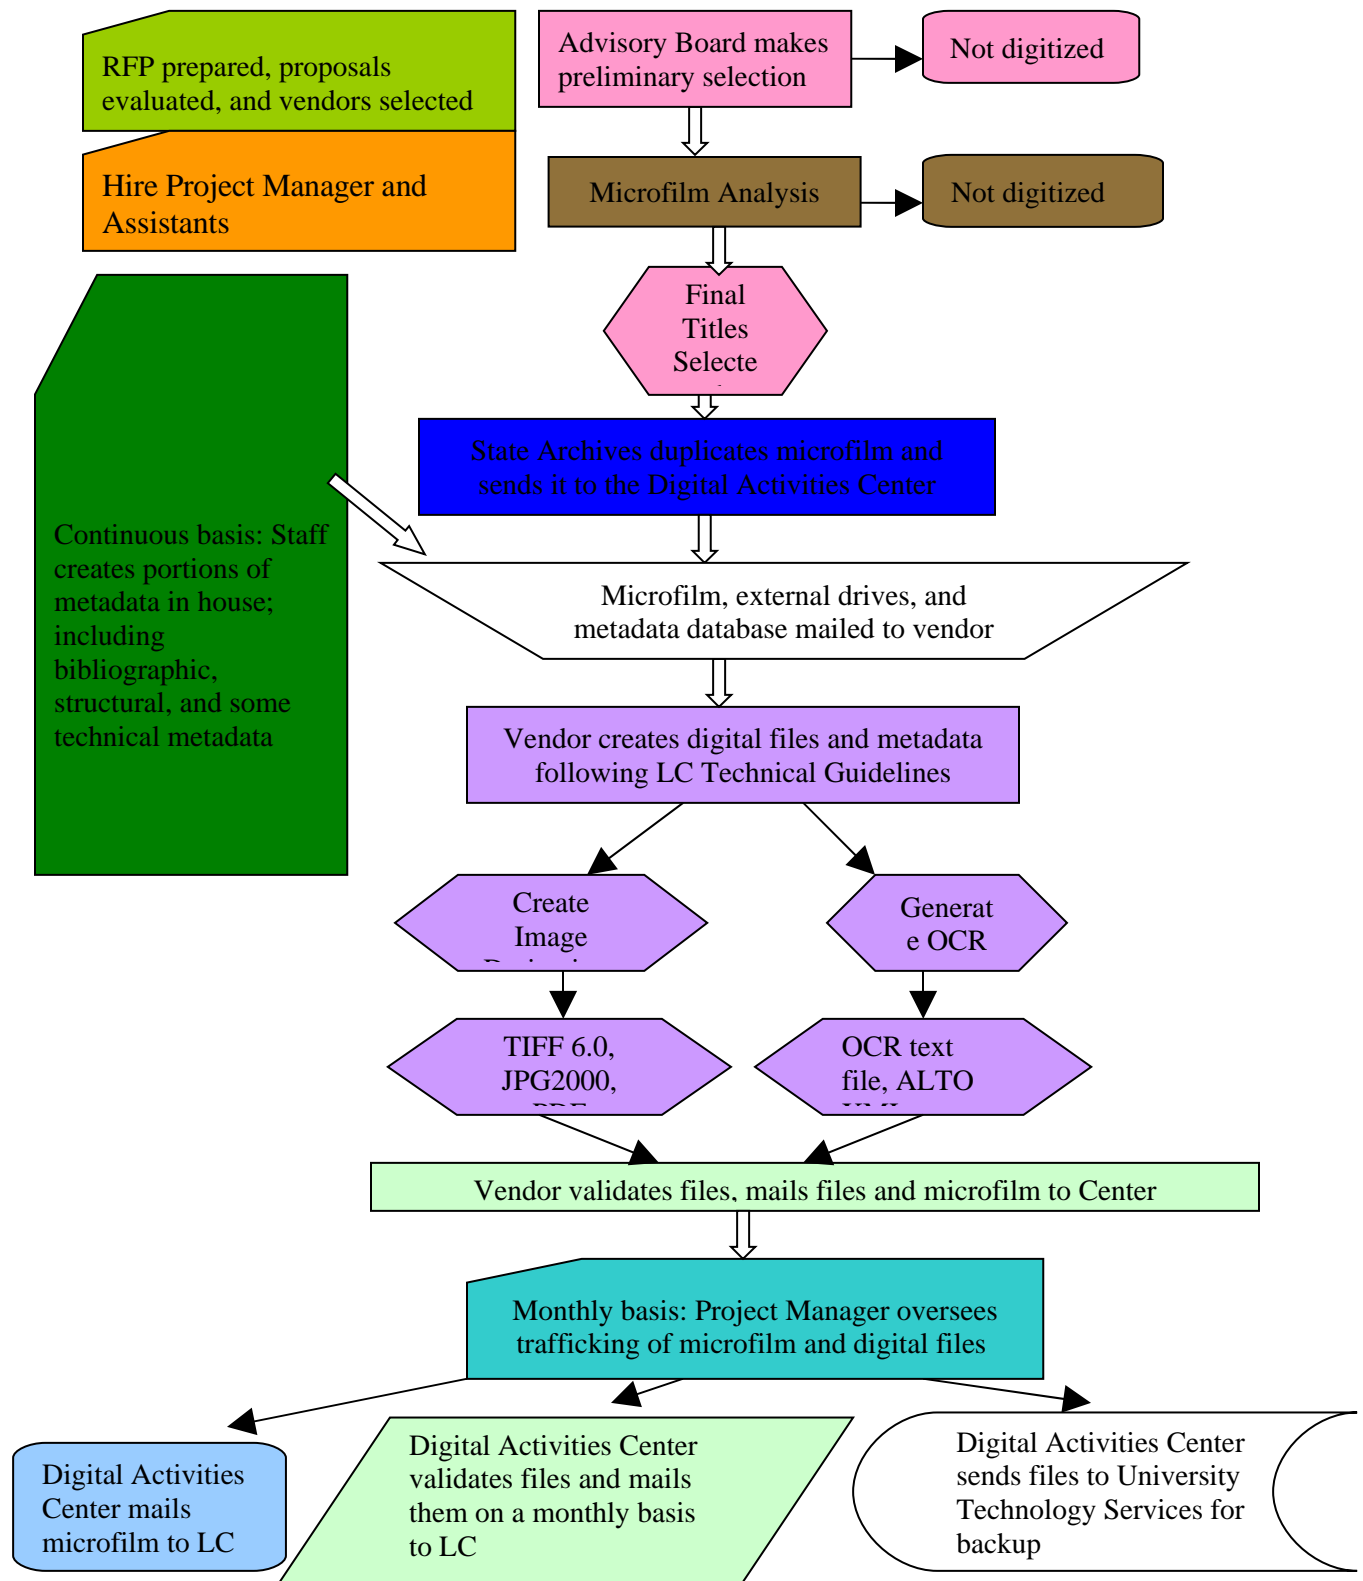 RFP prepared, proposals
evaluated, and vendors selected
Hire Project Manager and
Assistants
Advisory Board makes
preliminary selection
Not digitized
Microfilm Analysis
Not digitized
Final
Titles
Selecte
State Archives duplicates microfilm and
sends it to the Digital Activities Center
Continuous basis: Staff
creates portions of
metadata in house;
including
bibliographic,
structural, and some
technical metadata
Microfilm, external drives, and
metadata database mailed to vendor
Vendor creates digital files and metadata
following LC Technical Guidelines
Create
Image
Generat
e OCR
TIFF 6.0,
JPG2000,
PDF
OCR text
file, ALTO
XML
Vendor validates files, mails files and microfilm to Center
Monthly basis: Project Manager oversees
trafficking of microfilm and digital files
Digital Activities
Center mails
microfilm to LC
Digital Activities Center
validates files and mails
them on a monthly basis
to LC
Digital Activities Center
sends files to University
Technology Services for
backup